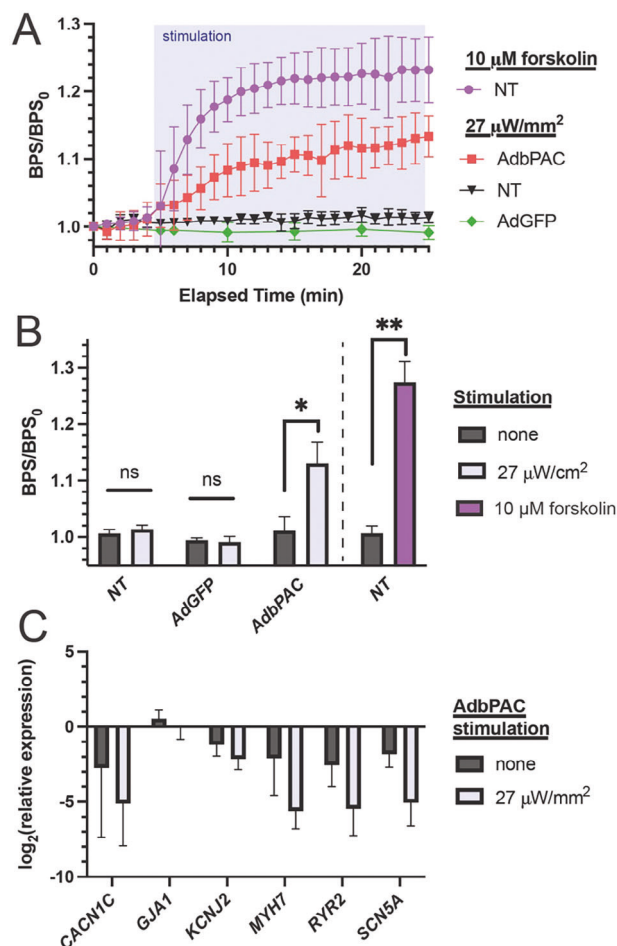 A
BPS/BPS0
1.3
1.2
1.1
1.0
stimulation
0
10
20
Elapsed Time (min)
10 µM forskolin
NT
27 µW/mm2
AdbPAC
NT
AdGFP
B
BPS/BPS0
1.3
1.2
1.1
1.0
ns
ns
*
**
NT
AdGFP
AdbPAC
NT
Stimulation
none
27 µW/cm2
10 µM forskolin
C
log2(relative expression)
5
0
-5
-10
CACN1C
GJA1
KCNJ2
MYH7
RYR2
SCN5A
AdbPAC
stimulation
none
27 µW/mm2